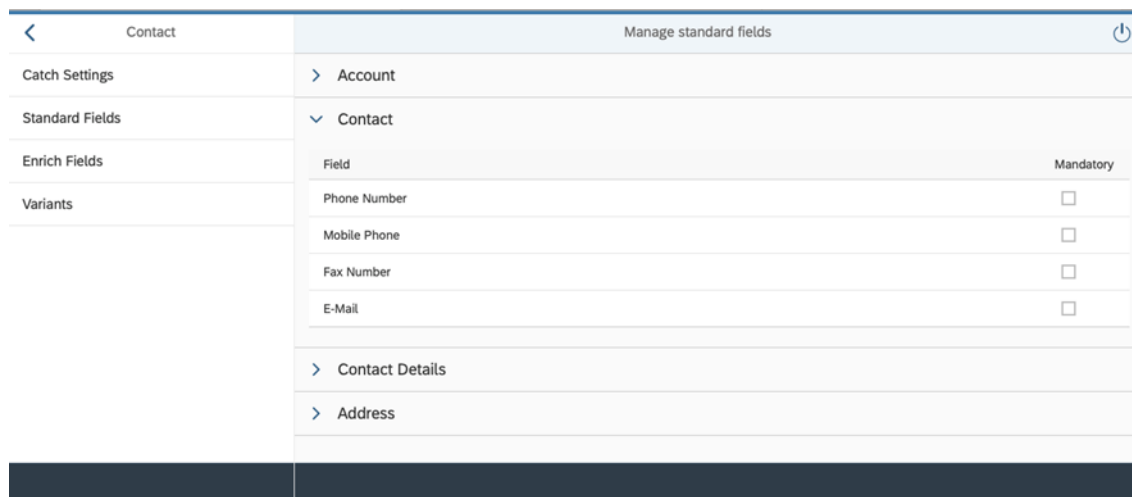 Contact
Manage standard fields
Catch Settings
Standard Fields
Enrich Fields
Variants
Account
Contact
Field Mandatory
Phone Number
Mobile Phone
Fax Number
E-Mail
Contact Details
Address